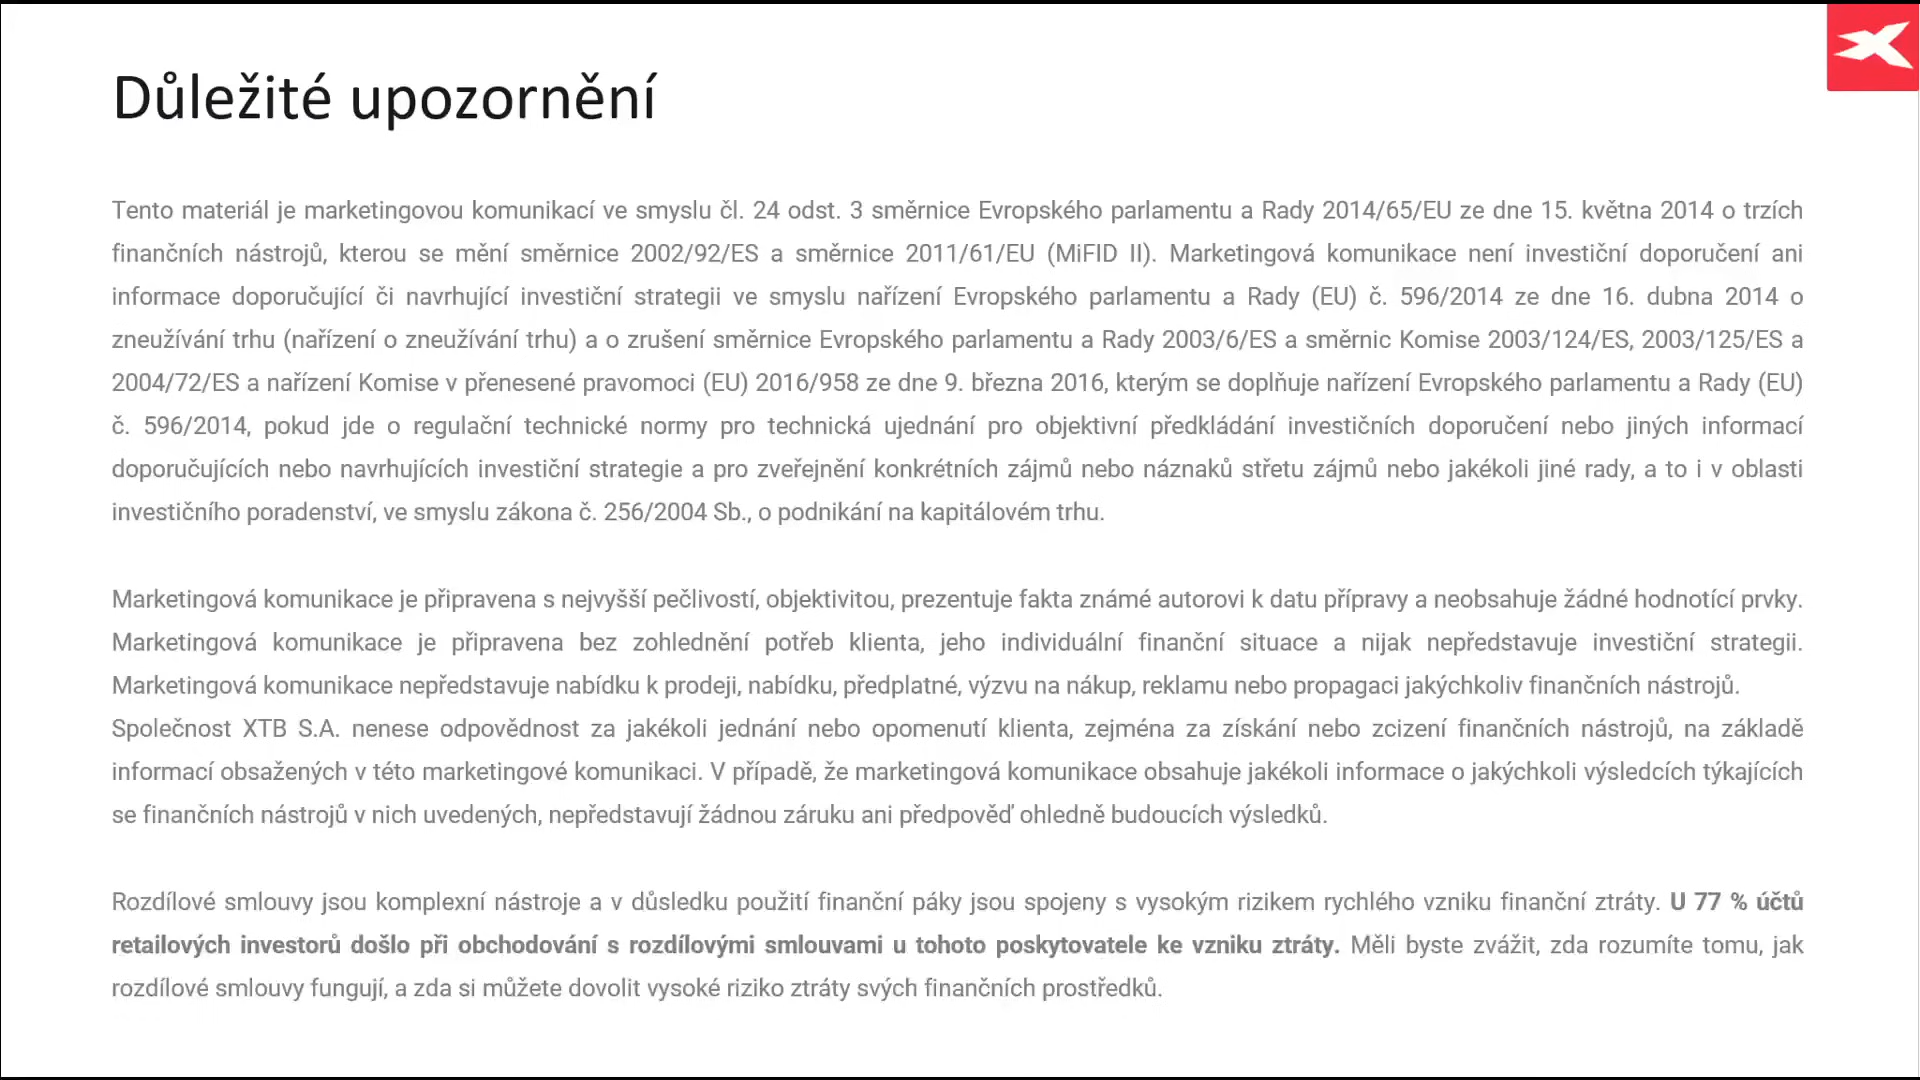 Důležité upozornění
Tento materiál je marketingovou komunikací ve smyslu čl. 24 odst. 3 směrnice Evropského parlamentu a Rady 2014/65/EU ze dne 15. května 2014 o trzích
finančních nástrojů, kterou se mění směrnice 2002/92/ES a směrnice 2011/61/EU (MiFID II). Marketingová komunikace není investiční doporučení ani
informace doporučující či navrhující investiční strategii ve smyslu nařízení Evropského parlamentu a Rady (EU) č. 596/2014 ze dne 16. dubna 2014 o
zneužívání trhu (nařízení o zneužívání trhu) a o zrušení směrnice Evropského parlamentu a Rady 2003/6/ES a směrnic Komise 2003/124/ES, 2003/125/ES a
2004/72/ES a nařízení Komise v přenesené pravomoci (EU) 2016/958 ze dne 9. března 2016, kterým se doplňuje nařízení Evropského parlamentu a Rady (EU)
č. 596/2014, pokud jde o regulační technické normy pro technická ujednání pro objektivní předkládání investičních doporučení nebo jiných informací
doporučujících nebo navrhujících investiční strategie a pro zveřejnění konkrétních zájmů nebo náznaků střetu zájmů nebo jakékoli jiné rady, a to i v oblasti
investičního poradenství, ve smyslu zákona č. 256/2004 Sb., o podnikání na kapitálovém trhu.
Marketingová komunikace je připravena s nejvyšší pečlivostí, objektivitou, prezentuje fakta známé autorovi k datu přípravy a neobsahuje žádné hodnotící prvky.
Marketingová komunikace je připravena bez zohlednění potřeb klienta, jeho individuální finanční situace a nijak nepředstavuje investiční strategii.
Marketingová komunikace nepředstavuje nabídku k prodeji, nabídku, předplatné, výzvu na nákup, reklamu nebo propagaci jakýchkoliv finančních nástrojů.
Společnost XTB S.A. nenese odpovědnost za jakékoli jednání nebo opomenutí klienta, zejména za získání nebo zcizení finančních nástrojů, na základě
informací obsažených v této marketingové komunikaci. V případě, že marketingová komunikace obsahuje jakékoli informace o jakýchkoli výsledcích týkajících
se finančních nástrojů v nich uvedených, nepředstavují žádnou záruku ani předpověď ohledně budoucích výsledků.
Rozdílové smlouvy jsou komplexní nástroje a v důsledku použití finanční páky jsou spojeny s vysokým rizikem rychlého vzniku finanční ztráty. U 77 % účtů
retailových investorů došlo při obchodování s rozdílovými smlouvami u tohoto poskytovatele ke vzniku ztráty. Měli byste zvážit, zda rozumíte tomu, jak
rozdílové smlouvy fungují, a zda si můžete dovolit vysoké riziko ztráty svých finančních prostředků.